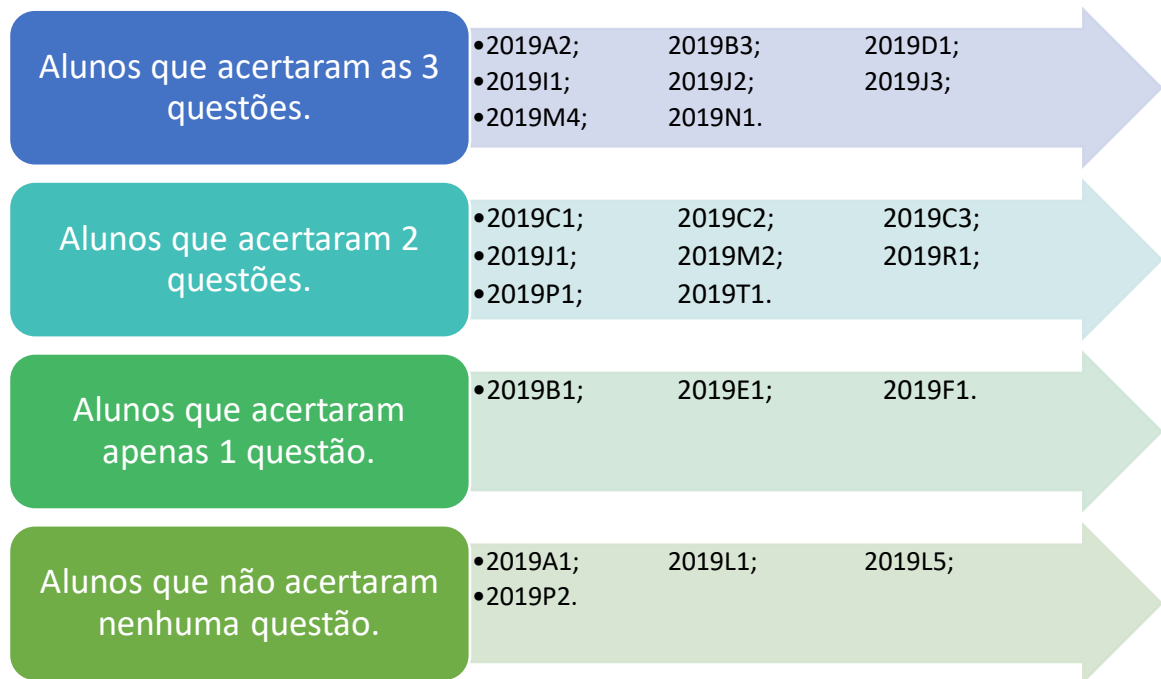 Alunos que acertaram as 3
questões.
•2019A2; 2019B3; 2019D1;
•2019I1; 2019J2; 2019J3;
•2019M4; 2019N1.
Alunos que acertaram 2
questões.
•2019C1; 2019C2; 2019C3;
•2019J1; 2019M2; 2019R1;
•2019P1; 2019T1.
Alunos que acertaram
apenas 1 questão.
•2019B1; 2019E1; 2019F1.
Alunos que não acertaram
nenhuma questão.
•2019A1; 2019L1; 2019L5;
•2019P2.